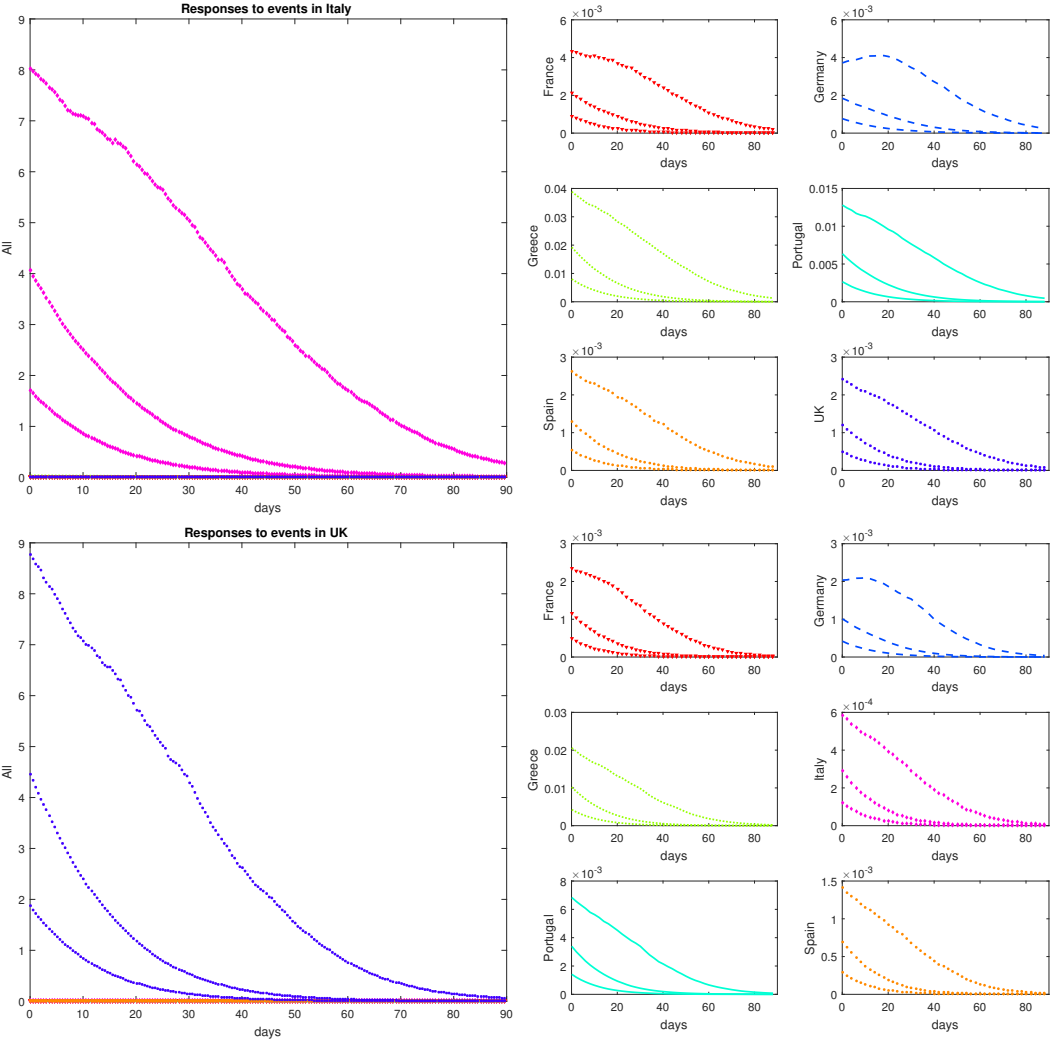 Responses to events in Italy
9
8
7
6
5
4
3
2
1
0
All
0 10 20 30 40 50 60 70 80 90
days
×10⁻³
6
4
2
0
France
0 20 40 60 80
days
×10⁻³
6
4
2
0
Germany
0 20 40 60 80
days
0.04
0.03
0.02
0.01
0
Greece
0 20 40 60 80
days
0.015
0.01
0.005
0
Portugal
0 20 40 60 80
days
×10⁻³
3
2
1
0
Spain
0 20 40 60 80
days
×10⁻³
3
2
1
0
UK
0 20 40 60 80
days
Responses to events in UK
9
8
7
6
5
4
3
2
1
0
All
0 10 20 30 40 50 60 70 80 90
days
×10⁻³
3
2
1
0
France
0 20 40 60 80
days
×10⁻³
3
2
1
0
Germany
0 20 40 60 80
days
0.03
0.02
0.01
0
Greece
0 20 40 60 80
days
×10⁻⁴
6
4
2
0
Italy
0 20 40 60 80
days
×10⁻³
8
6
4
2
0
Portugal
0 20 40 60 80
days
×10⁻³
1.5
1
0.5
0
Spain
0 20 40 60 80
days